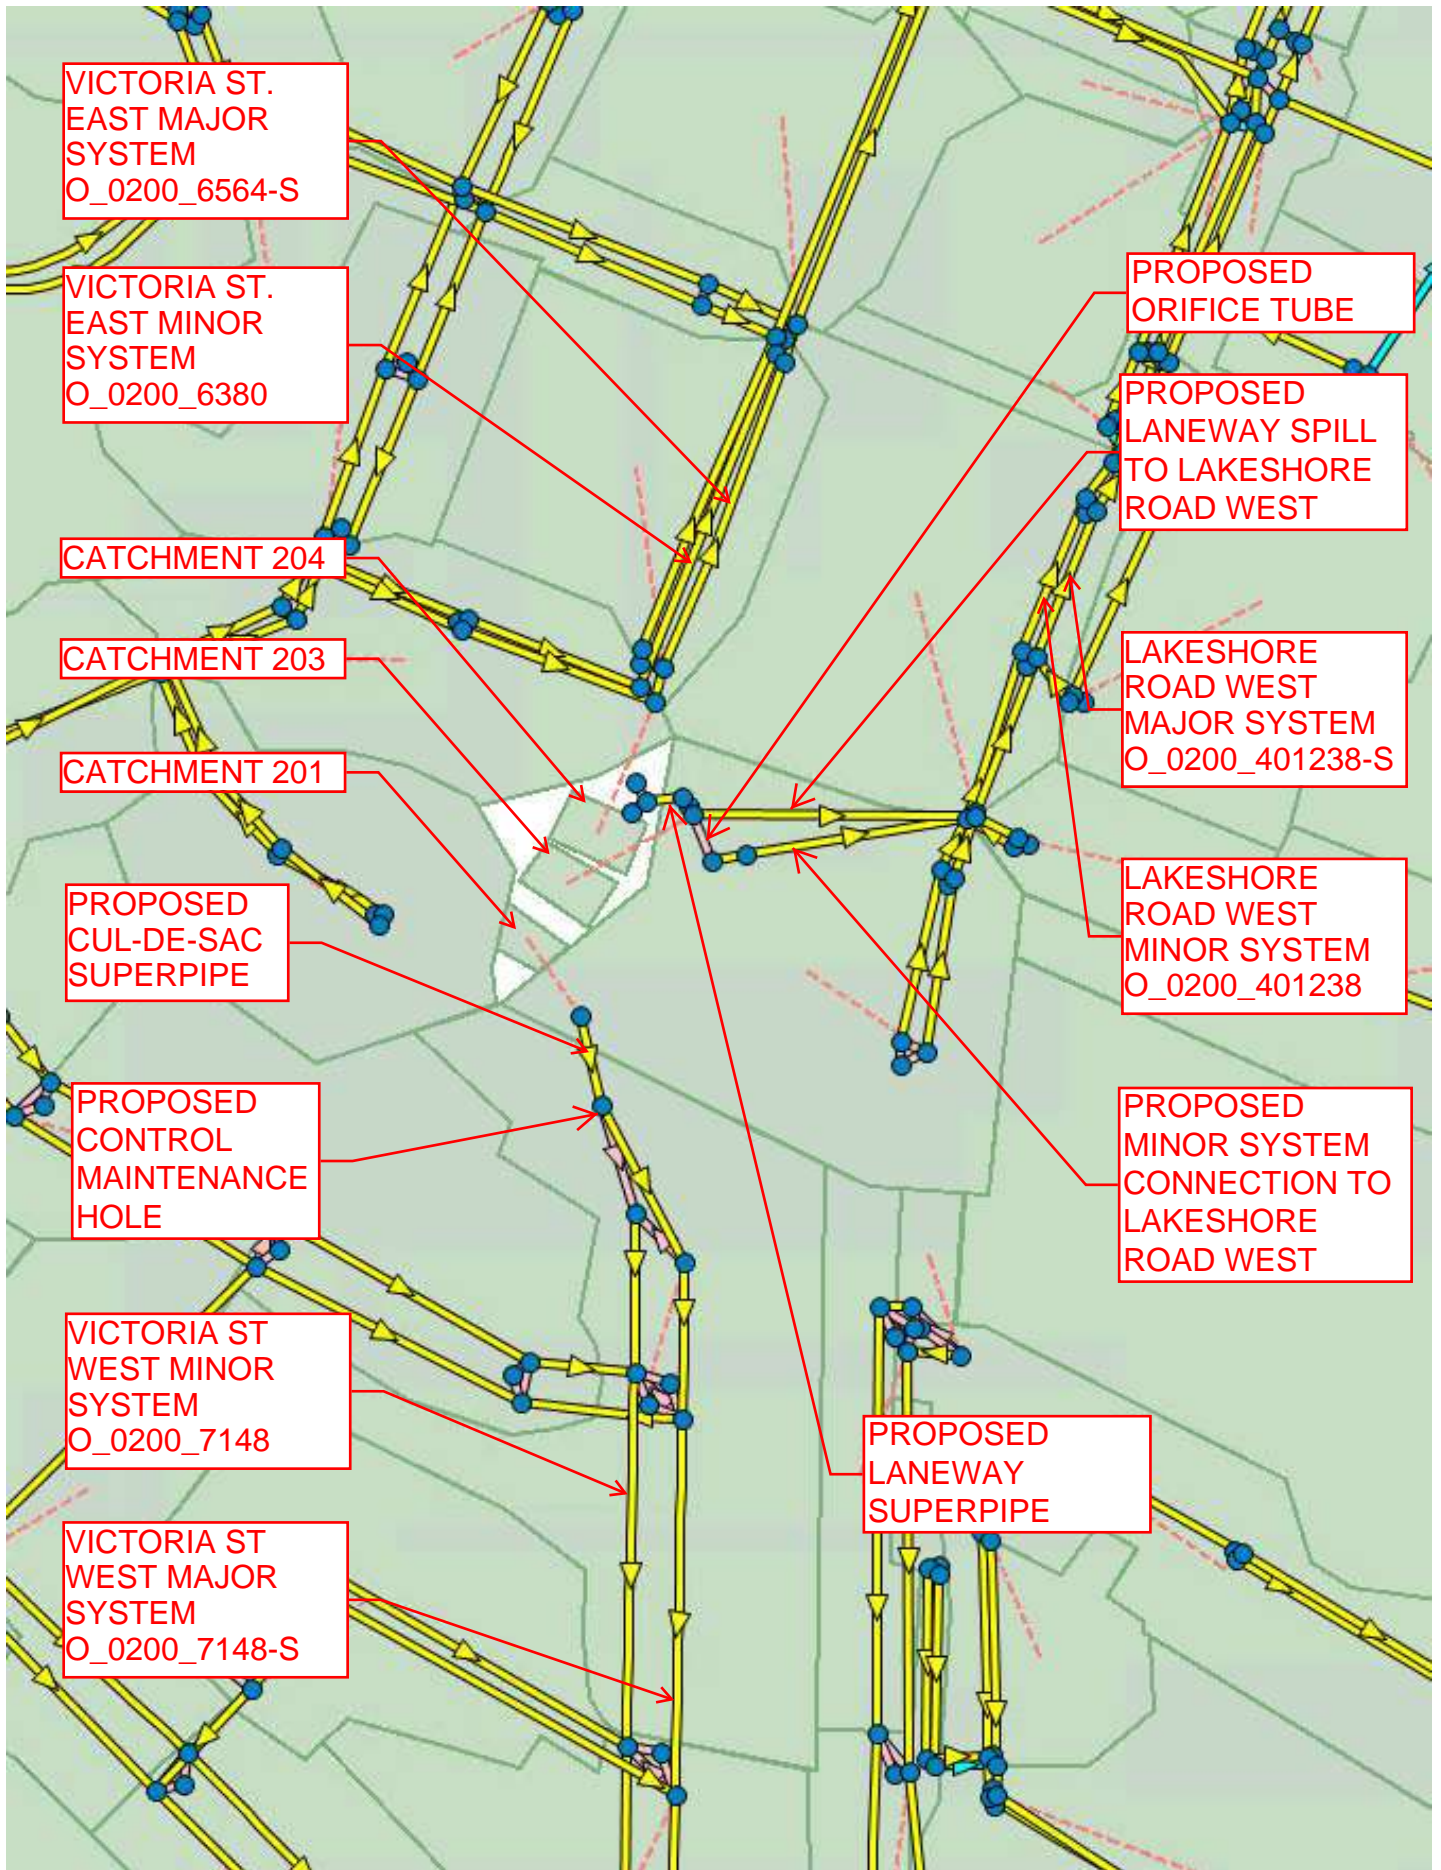 VICTORIA ST.
EAST MAJOR
SYSTEM
O_0200_6564-S
VICTORIA ST.
EAST MINOR
SYSTEM
O_0200_6380
CATCHMENT 204
CATCHMENT 203
CATCHMENT 201
PROPOSED
CUL-DE-SAC
SUPERPIPE
PROPOSED
CONTROL
MAINTENANCE
HOLE
VICTORIA ST
WEST MINOR
SYSTEM
O_0200_7148
VICTORIA ST
WEST MAJOR
SYSTEM
O_0200_7148-S
PROPOSED
ORIFICE TUBE
PROPOSED
LANEWAY SPILL
TO LAKESHORE
ROAD WEST
LAKESHORE
ROAD WEST
MAJOR SYSTEM
O_0200_401238-S
LAKESHORE
ROAD WEST
MINOR SYSTEM
O_0200_401238
PROPOSED
MINOR SYSTEM
CONNECTION TO
LAKESHORE
ROAD WEST
PROPOSED
LANEWAY
SUPERPIPE